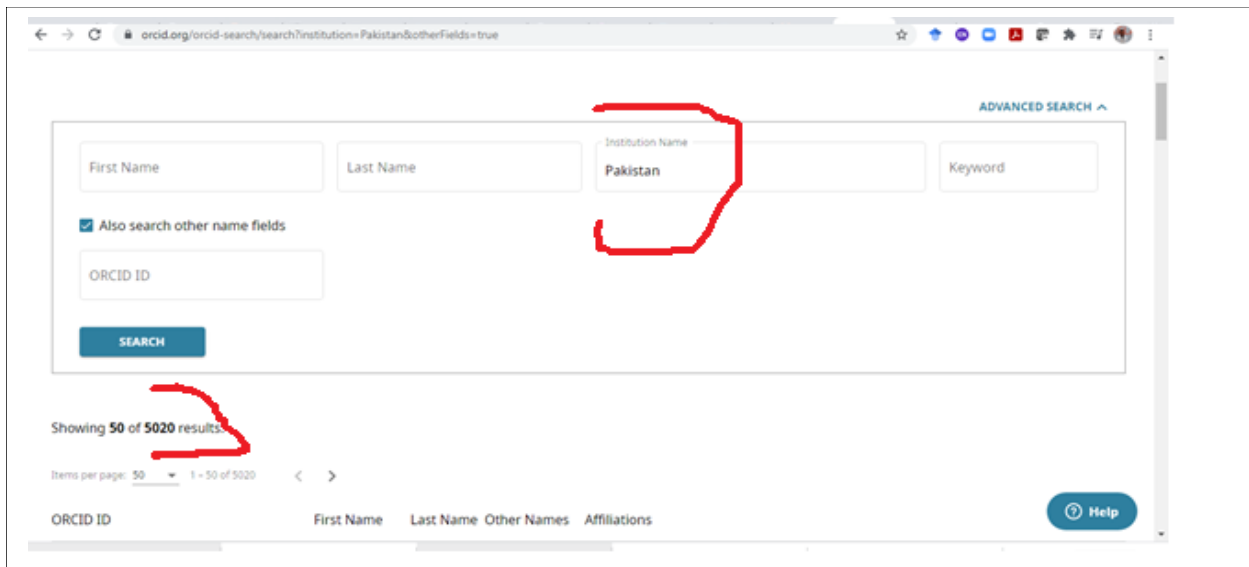 orcid.org/orcid-search/search?institution=Pakistan&otherFields=true
ADVANCED SEARCH
Institution Name
First Name Last Name Pakistan Keyword
Also search other name fields
ORCID ID
SEARCH
Showing 50 of 5020 results.
Items per page: 50 1 – 50 of 5020
ORCID ID First Name Last Name Other Names Affiliations
Help